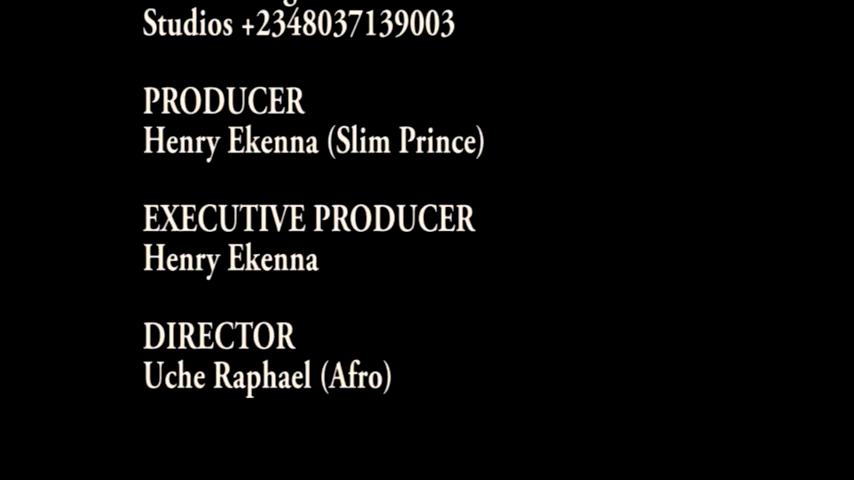 Studios +2348037139003
PRODUCER
Henry Ekenna (Slim Prince)
EXECUTIVE PRODUCER
Henry Ekenna
DIRECTOR
Uche Raphael (Afro)